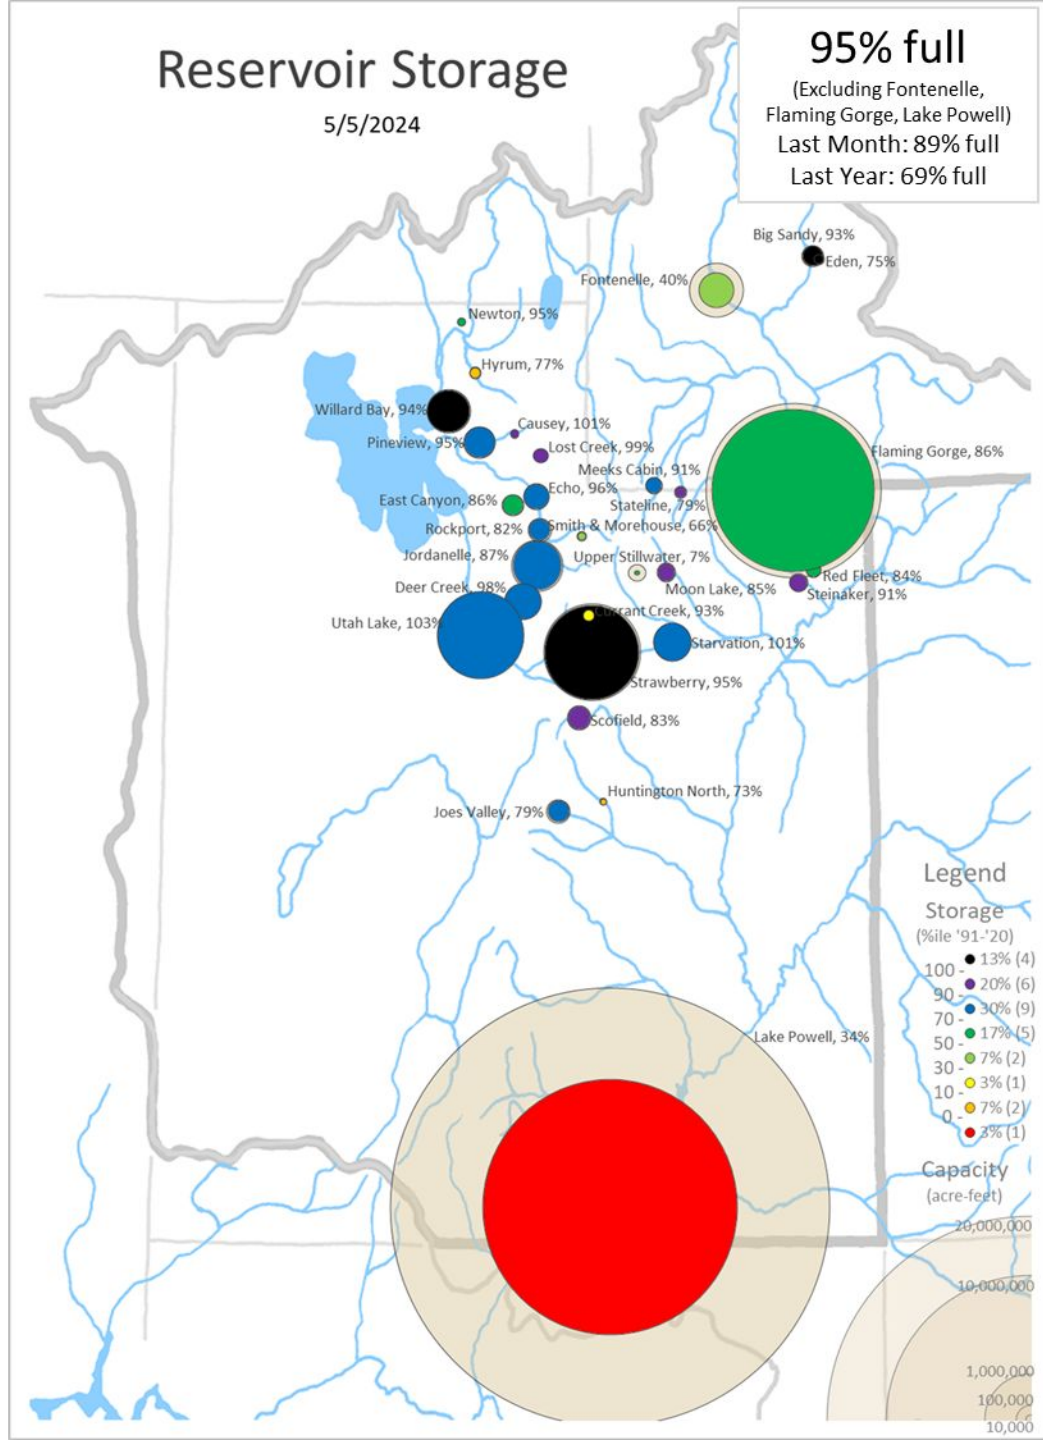 Reservoir Storage
5/5/2024
95% full
(Excluding Fontenelle,
Flaming Gorge, Lake Powell)
Last Month: 89% full
Last Year: 69% full
Big Sandy, 93%
Eden, 75%
Fontenelle, 40%
Newton, 95%
Hyrum, 77%
Willard Bay, 94%
Causey, 101%
Pineview, 95%
Lost Creek, 99%
Flaming Gorge, 86%
Meeks Cabin, 91%
Echo, 96%
East Canyon, 86%
Stateline, 79%
Rockport, 82%
Smith & Morehouse, 66%
Jordanelle, 87%
Upper Stillwater, 7%
Red Fleet, 84%
Deer Creek, 98%
Moon Lake, 85%
Steinaker, 91%
Currant Creek, 93%
Utah Lake, 103%
Starvation, 101%
Strawberry, 95%
Scofield, 83%
Huntington North, 73%
Joes Valley, 79%
Lake Powell, 34%
Legend
Storage
(%ile '91-'20)
13% (4)
100 -
20% (6)
90 -
30% (9)
70 -
17% (5)
50 -
7% (2)
30 -
3% (1)
10 -
7% (2)
0 -
3% (1)
Capacity
(acre-feet)
20,000,000
10,000,000
1,000,000
100,000
10,000